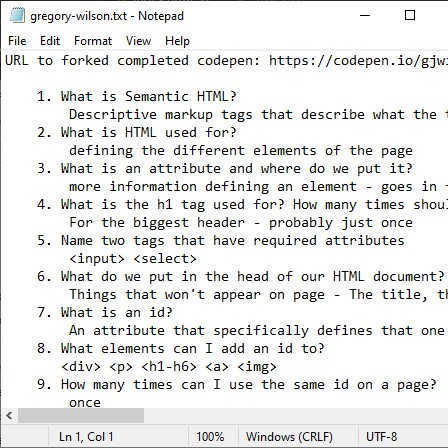 gregory-wilson.txt - Notepad
File Edit Format View Help
URL to forked completed codepen: https://codepen.io/gjwi
1. What is Semantic HTML?
Descriptive markup tags that describe what the
2. What is HTML used for?
defining the different elements of the page
3. What is an attribute and where do we put it?
more information defining an element - goes in
4. What is the h1 tag used for? How many times shou
For the biggest header - probably just once
5. Name two tags that have required attributes
<input> <select>
6. What do we put in the head of our HTML document?
Things that won't appear on page - The title,
7. What is an id?
An attribute that specifically defines that one
8. What elements can I add an id to?
<div> <p> <h1-h6> <a> <img>
9. How many times can I use the same id on a page?
once
Ln 1, Col 1 100% Windows (CRLF) UTF-8